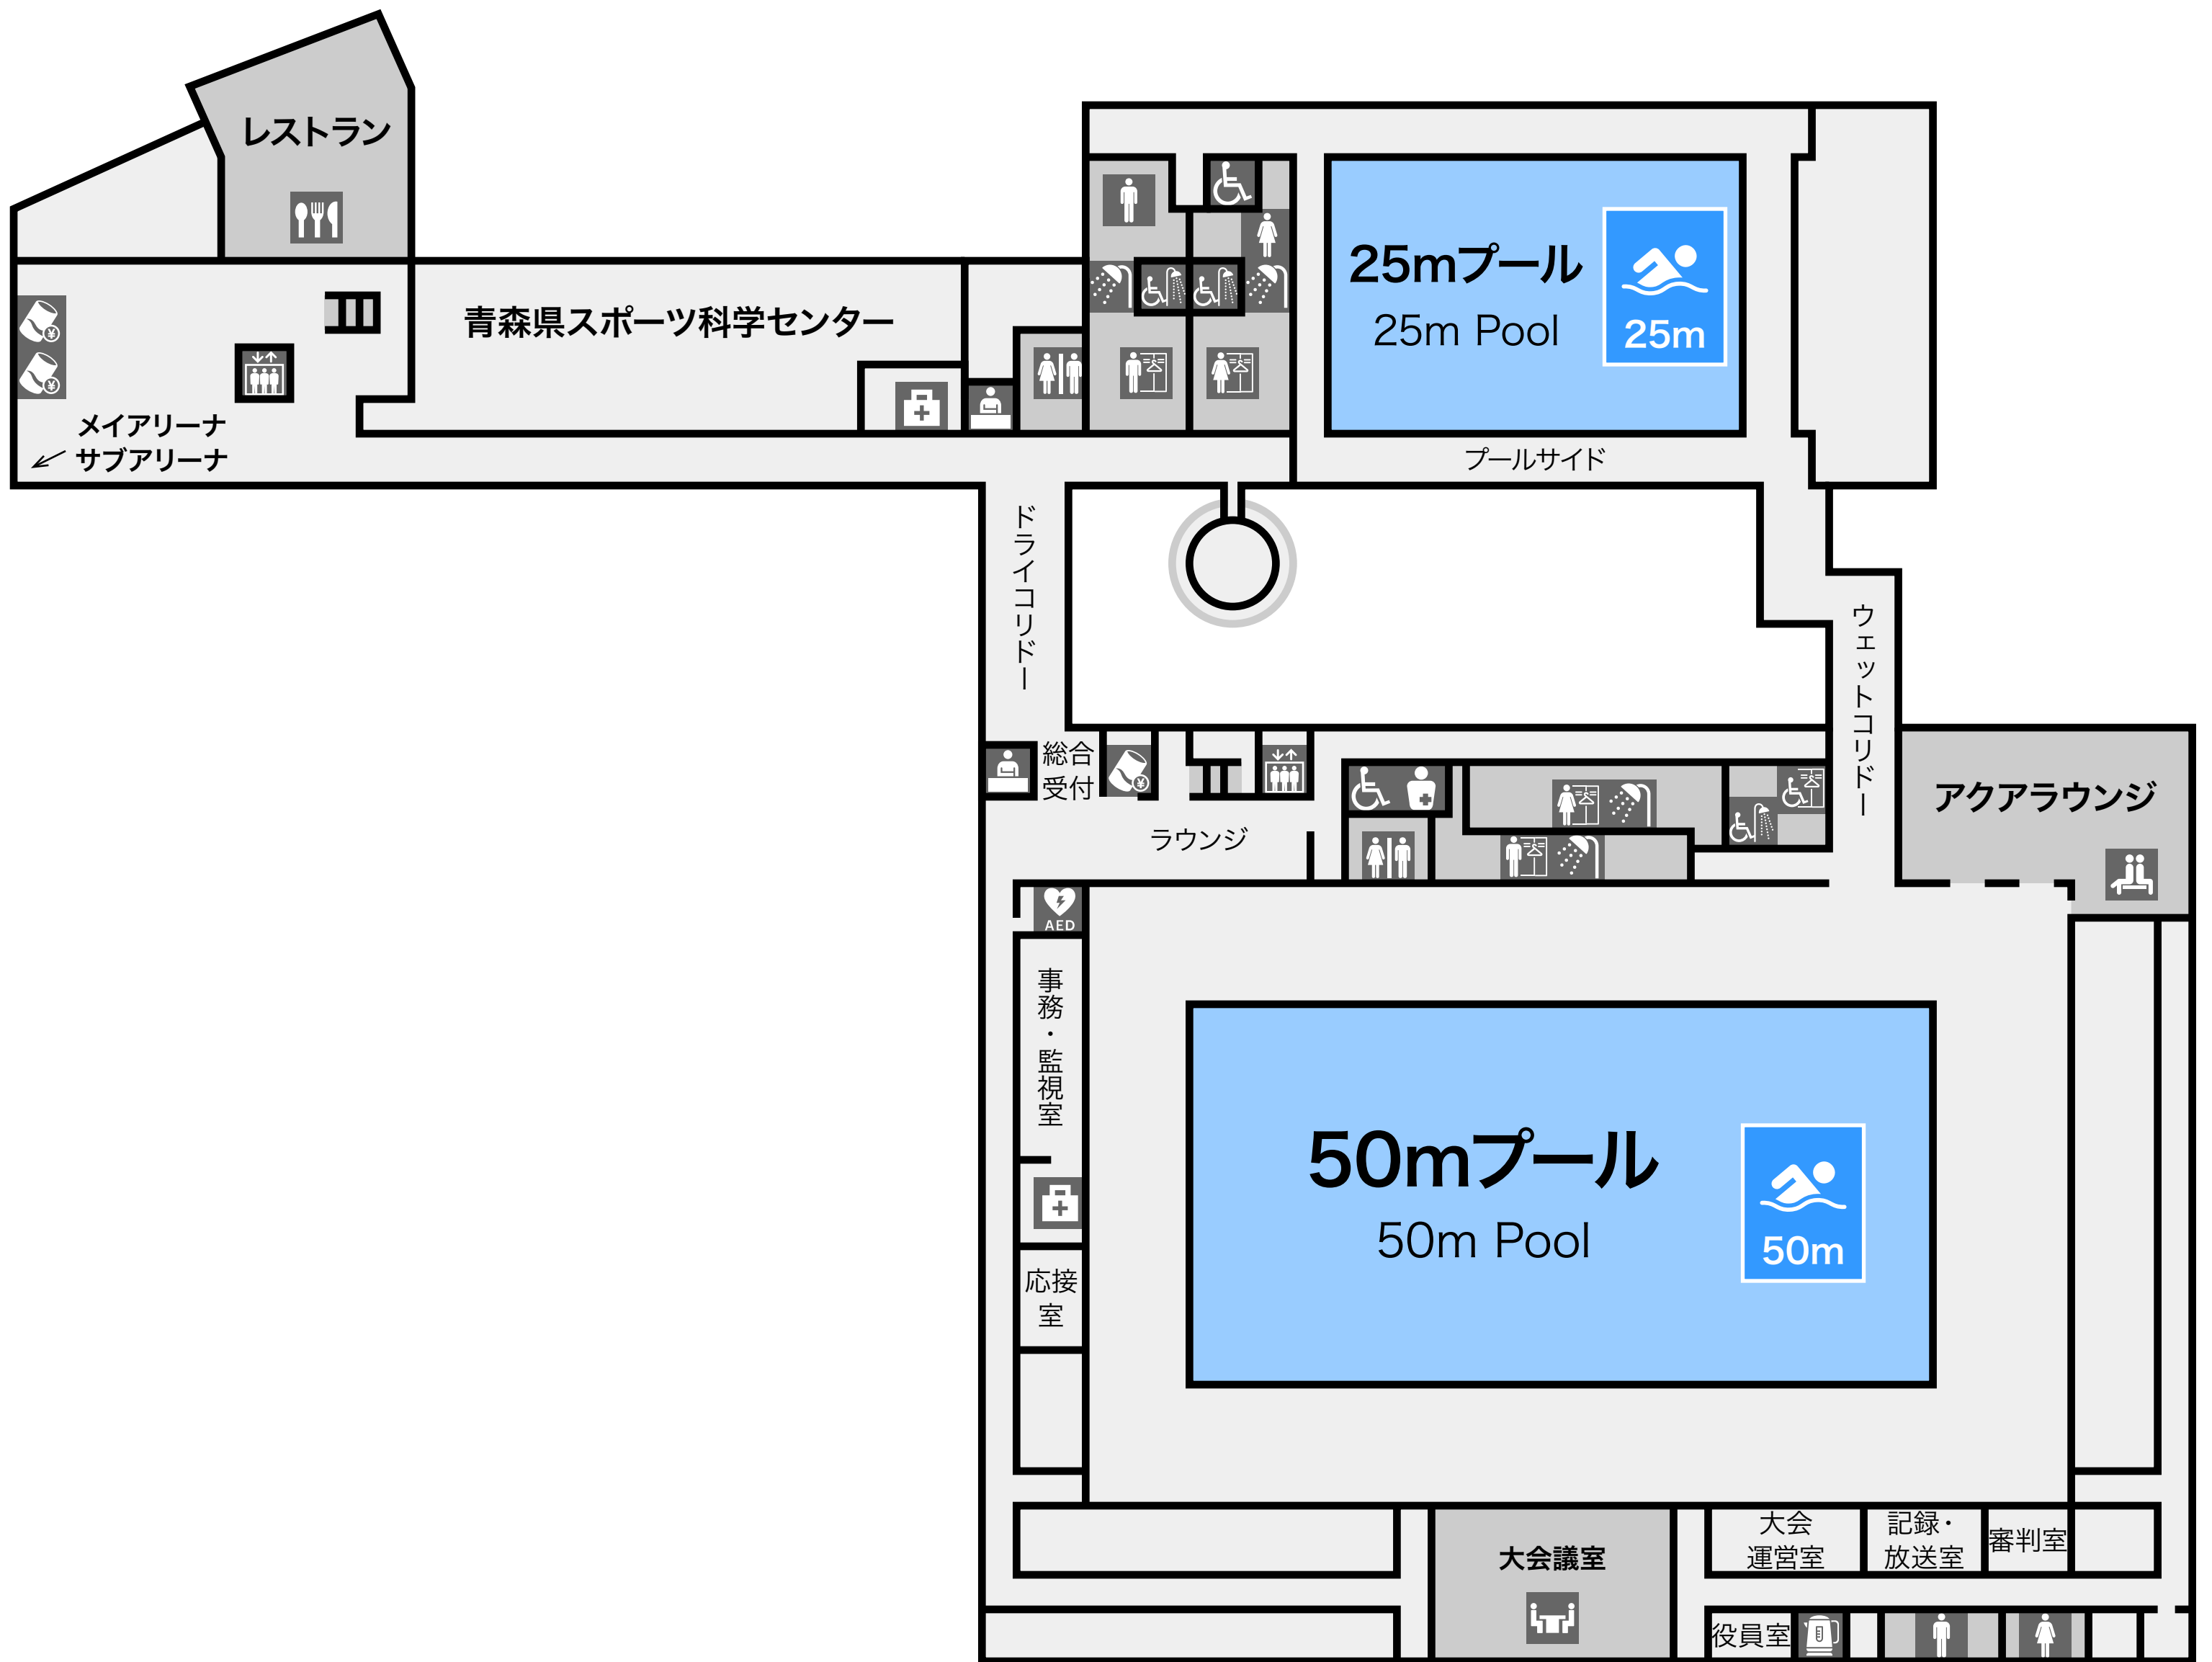 レストラン
25mプール
25m Pool
25m
青森県スポーツ科学センター
¥
¥
メイアリーナ
サブアリーナ
プールサイド
ドライコリドー
ウェットコリドー
総合
受付
¥
ラウンジ
アクアラウンジ
AED
事務・監視室
50mプール
50m Pool
50m
応接
室
大会議室
大会
運営室
記録・
放送室
審判室
役員室